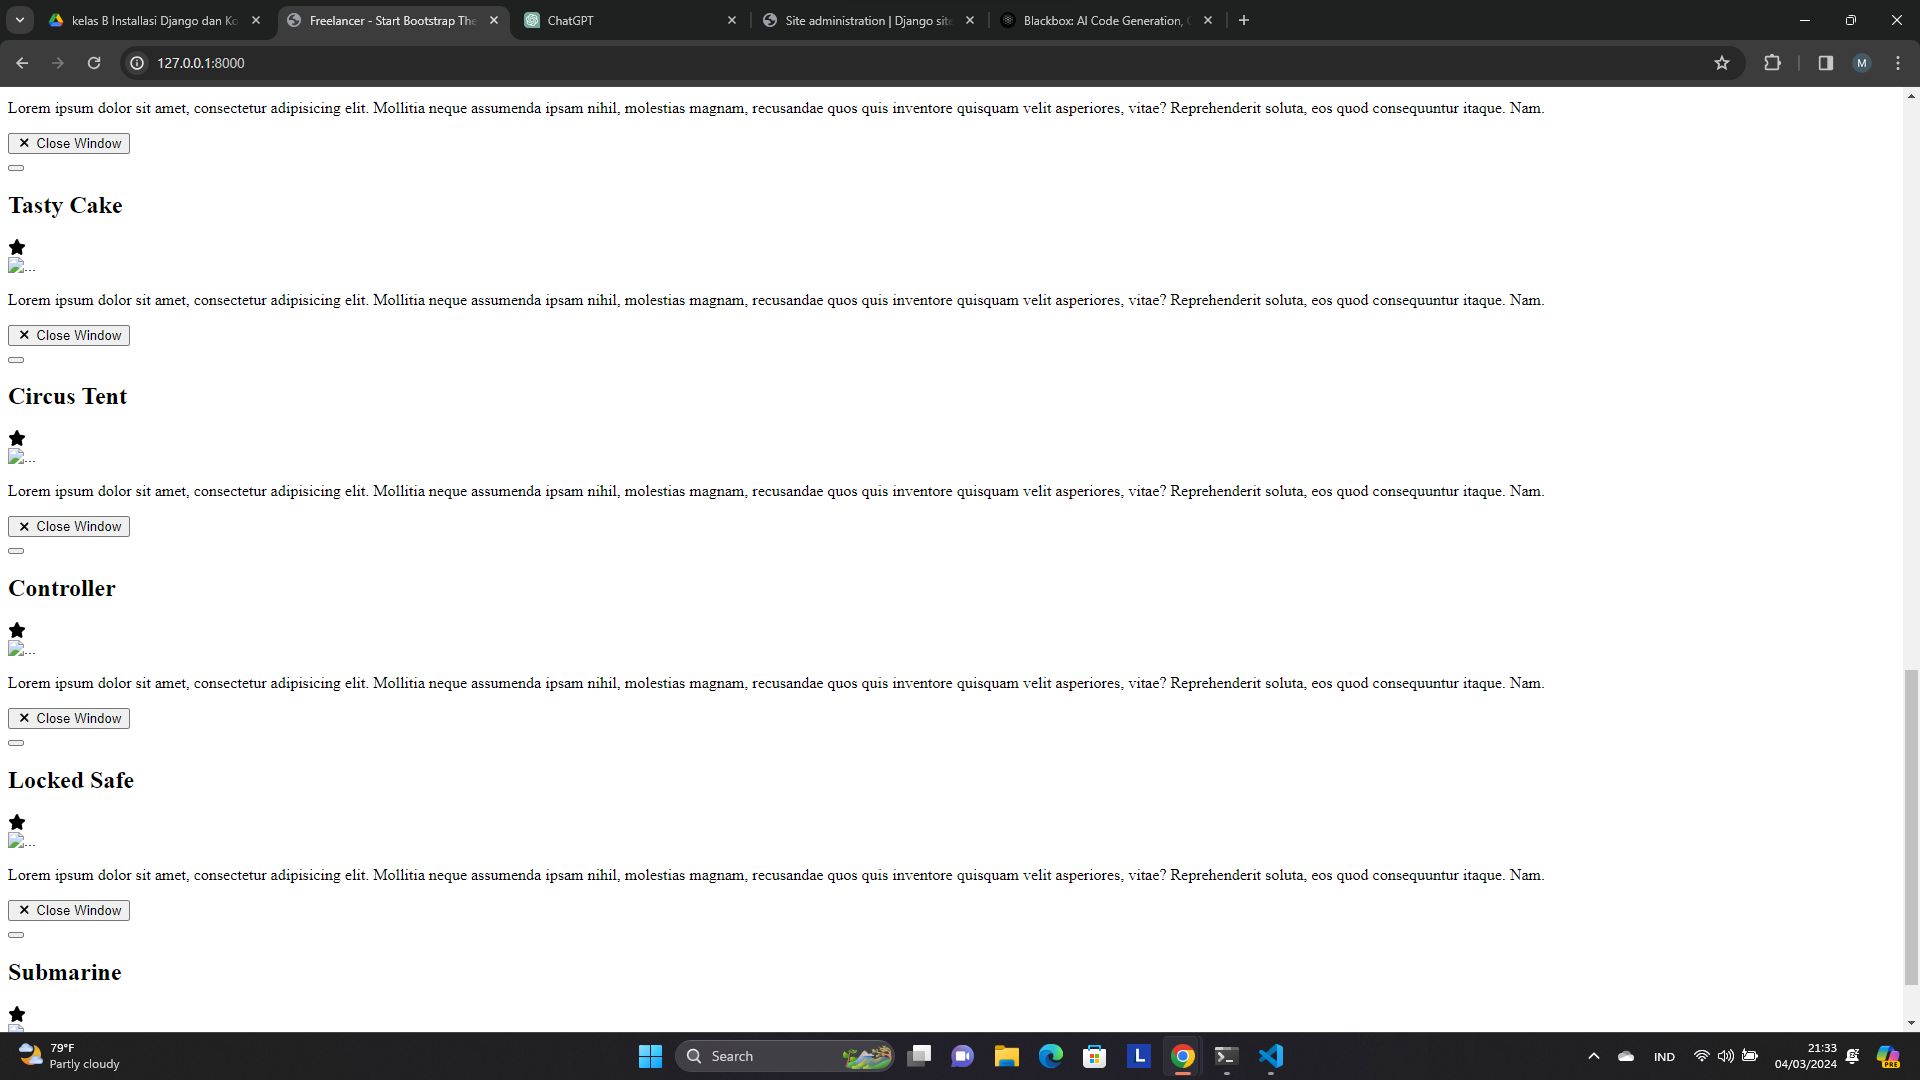 kelas B Installasi Django dan Ko
Freelancer - Start Bootstrap The
ChatGPT
Site administration | Django site
Blackbox: AI Code Generation,
127.0.0.1:8000
M
Lorem ipsum dolor sit amet, consectetur adipisicing elit. Mollitia neque assumenda ipsam nihil, molestias magnam, recusandae quos quis inventore quisquam velit asperiores, vitae? Reprehenderit soluta, eos quod consequuntur itaque. Nam.
Close Window
Tasty Cake
...
Lorem ipsum dolor sit amet, consectetur adipisicing elit. Mollitia neque assumenda ipsam nihil, molestias magnam, recusandae quos quis inventore quisquam velit asperiores, vitae? Reprehenderit soluta, eos quod consequuntur itaque. Nam.
Close Window
Circus Tent
...
Lorem ipsum dolor sit amet, consectetur adipisicing elit. Mollitia neque assumenda ipsam nihil, molestias magnam, recusandae quos quis inventore quisquam velit asperiores, vitae? Reprehenderit soluta, eos quod consequuntur itaque. Nam.
Close Window
Controller
...
Lorem ipsum dolor sit amet, consectetur adipisicing elit. Mollitia neque assumenda ipsam nihil, molestias magnam, recusandae quos quis inventore quisquam velit asperiores, vitae? Reprehenderit soluta, eos quod consequuntur itaque. Nam.
Close Window
Locked Safe
...
Lorem ipsum dolor sit amet, consectetur adipisicing elit. Mollitia neque assumenda ipsam nihil, molestias magnam, recusandae quos quis inventore quisquam velit asperiores, vitae? Reprehenderit soluta, eos quod consequuntur itaque. Nam.
Close Window
Submarine
79°F
Partly cloudy
Search
L
IND
21:33
04/03/2024
PRE